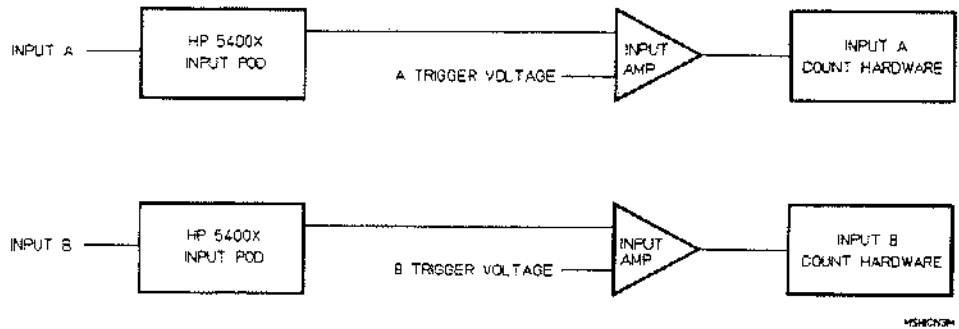 INPUT A
HP 5400X
INPUT POD
A TRIGGER VOLTAGE
INPUT
AMP
INPUT A
COUNT HARDWARE
INPUT B
HP 5400X
INPUT POD
B TRIGGER VOLTAGE
INPUT
AMP
INPUT B
COUNT HARDWARE